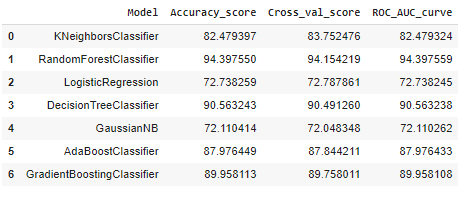 Model Accuracy_score Cross_val_score ROC_AUC_curve
0 KNeighborsClassifier 82.479397 83.752476 82.479324
1 RandomForestClassifier 94.397550 94.154219 94.397559
2 LogisticRegression 72.738259 72.787861 72.738245
3 DecisionTreeClassifier 90.563243 90.491260 90.563238
4 GaussianNB 72.110414 72.048348 72.110262
5 AdaBoostClassifier 87.976449 87.844211 87.976433
6 GradientBoostingClassifier 89.958113 89.758011 89.958108